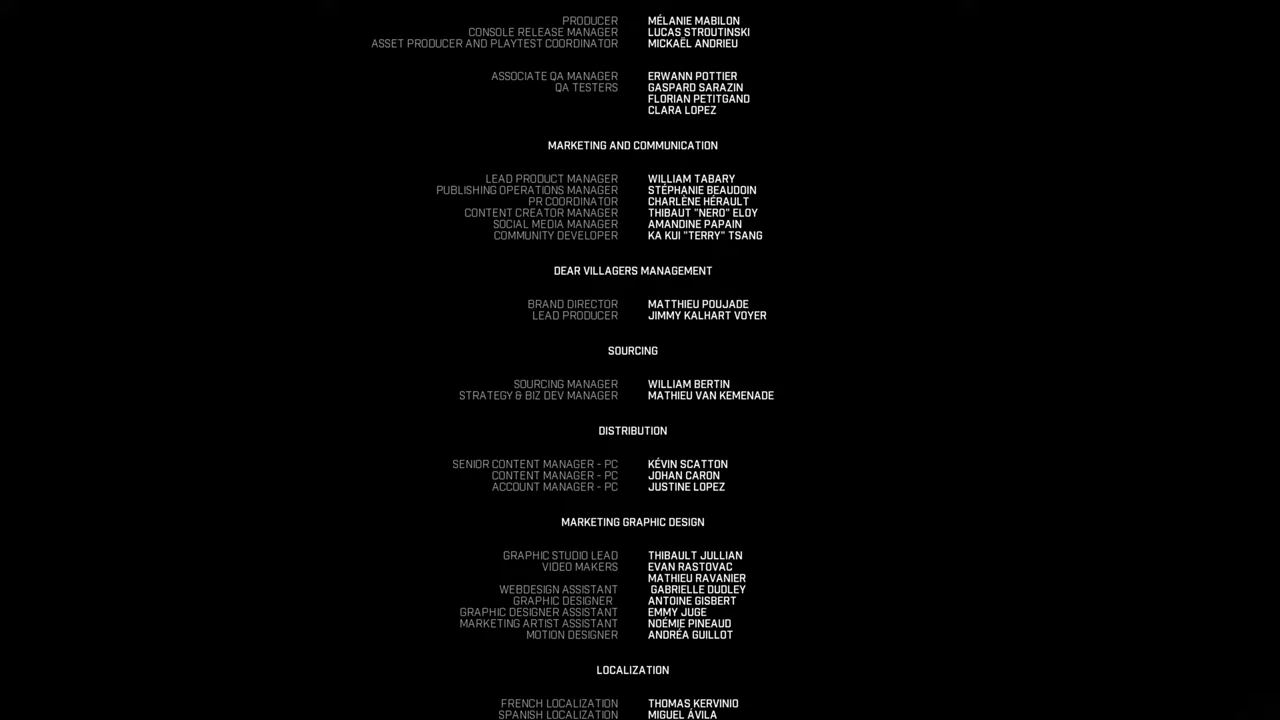 PRODUCER MÉLANIE MABILON
CONSOLE RELEASE MANAGER LUCAS STROUTINSKI
ASSET PRODUCER AND PLAYTEST COORDINATOR MICKAËL ANDRIEU
ASSOCIATE QA MANAGER ERWANN POTTIER
QA TESTERS GASPARD SARAZIN
FLORIAN PETITGAND
CLARA LOPEZ
MARKETING AND COMMUNICATION
LEAD PRODUCT MANAGER WILLIAM TABARY
PUBLISHING OPERATIONS MANAGER STÉPHANIE BEAUDOIN
PR COORDINATOR CHARLÈNE HÉRAULT
CONTENT CREATOR MANAGER THIBAUT "NERO" ELOY
SOCIAL MEDIA MANAGER AMANDINE PAPAIN
COMMUNITY DEVELOPER KA KUI "TERRY" TSANG
DEAR VILLAGERS MANAGEMENT
BRAND DIRECTOR MATTHIEU POUJADE
LEAD PRODUCER JIMMY KALHART VOYER
SOURCING
SOURCING MANAGER WILLIAM BERTIN
STRATEGY & BIZ DEV MANAGER MATHIEU VAN KEMENADE
DISTRIBUTION
SENIOR CONTENT MANAGER - PC KÉVIN SCATTON
CONTENT MANAGER - PC JOHAN CARON
ACCOUNT MANAGER - PC JUSTINE LOPEZ
MARKETING GRAPHIC DESIGN
GRAPHIC STUDIO LEAD THIBAULT JULLIAN
VIDEO MAKERS EVAN RASTOVAC
MATHIEU RAVANIER
WEBDESIGN ASSISTANT GABRIELLE DUDLEY
GRAPHIC DESIGNER ANTOINE GISBERT
GRAPHIC DESIGNER ASSISTANT EMMY JUGE
MARKETING ARTIST ASSISTANT NOÉMIE PINEAUD
MOTION DESIGNER ANDRÉA GUILLOT
LOCALIZATION
FRENCH LOCALIZATION THOMAS KERVINIO
SPANISH LOCALIZATION MIGUEL ÁVILA